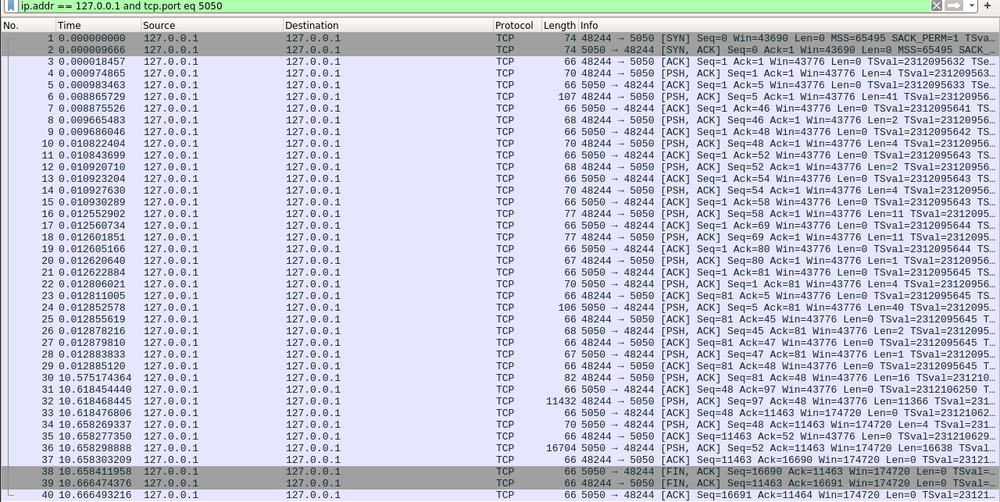 ip.addr == 127.0.0.1 and tcp.port eq 5050
No. Time Source Destination Protocol Length Info
1 0.000000000 127.0.0.1 127.0.0.1 TCP 74 48244 → 5050 [SYN] Seq=0 Win=43690 Len=0 MSS=65495 SACK_PERM=1 TSva…
2 0.000009666 127.0.0.1 127.0.0.1 TCP 74 5050 → 48244 [SYN, ACK] Seq=0 Ack=1 Win=43690 Len=0 MSS=65495 SACK_…
3 0.000018457 127.0.0.1 127.0.0.1 TCP 66 48244 → 5050 [ACK] Seq=1 Ack=1 Win=43776 Len=0 TSval=2312095632 TSe…
4 0.000974865 127.0.0.1 127.0.0.1 TCP 70 48244 → 5050 [PSH, ACK] Seq=1 Ack=1 Win=43776 Len=4 TSval=231209563…
5 0.000983463 127.0.0.1 127.0.0.1 TCP 66 5050 → 48244 [ACK] Seq=1 Ack=5 Win=43776 Len=0 TSval=2312095633 TSe…
6 0.008865729 127.0.0.1 127.0.0.1 TCP 107 48244 → 5050 [PSH, ACK] Seq=5 Ack=1 Win=43776 Len=41 TSval=23120956…
7 0.008875526 127.0.0.1 127.0.0.1 TCP 66 5050 → 48244 [ACK] Seq=1 Ack=46 Win=43776 Len=0 TSval=2312095641 TS…
8 0.009665483 127.0.0.1 127.0.0.1 TCP 68 48244 → 5050 [PSH, ACK] Seq=46 Ack=1 Win=43776 Len=2 TSval=23120956…
9 0.009686046 127.0.0.1 127.0.0.1 TCP 66 5050 → 48244 [ACK] Seq=1 Ack=48 Win=43776 Len=0 TSval=2312095642 TS…
10 0.010822404 127.0.0.1 127.0.0.1 TCP 70 48244 → 5050 [PSH, ACK] Seq=48 Ack=1 Win=43776 Len=4 TSval=23120956…
11 0.010843699 127.0.0.1 127.0.0.1 TCP 66 5050 → 48244 [ACK] Seq=1 Ack=52 Win=43776 Len=0 TSval=2312095643 TS…
12 0.010920710 127.0.0.1 127.0.0.1 TCP 68 48244 → 5050 [PSH, ACK] Seq=52 Ack=1 Win=43776 Len=2 TSval=23120956…
13 0.010923204 127.0.0.1 127.0.0.1 TCP 66 5050 → 48244 [ACK] Seq=1 Ack=54 Win=43776 Len=0 TSval=2312095643 TS…
14 0.010927630 127.0.0.1 127.0.0.1 TCP 70 48244 → 5050 [PSH, ACK] Seq=54 Ack=1 Win=43776 Len=4 TSval=23120956…
15 0.010930289 127.0.0.1 127.0.0.1 TCP 66 5050 → 48244 [ACK] Seq=1 Ack=58 Win=43776 Len=0 TSval=2312095643 TS…
16 0.012552902 127.0.0.1 127.0.0.1 TCP 77 48244 → 5050 [PSH, ACK] Seq=58 Ack=1 Win=43776 Len=11 TSval=2312095…
17 0.012560734 127.0.0.1 127.0.0.1 TCP 66 5050 → 48244 [ACK] Seq=1 Ack=69 Win=43776 Len=0 TSval=2312095644 TS…
18 0.012601851 127.0.0.1 127.0.0.1 TCP 77 48244 → 5050 [PSH, ACK] Seq=69 Ack=1 Win=43776 Len=11 TSval=2312095…
19 0.012605166 127.0.0.1 127.0.0.1 TCP 66 5050 → 48244 [ACK] Seq=1 Ack=80 Win=43776 Len=0 TSval=2312095644 TS…
20 0.012620640 127.0.0.1 127.0.0.1 TCP 67 48244 → 5050 [PSH, ACK] Seq=80 Ack=1 Win=43776 Len=1 TSval=23120956…
21 0.012622884 127.0.0.1 127.0.0.1 TCP 66 5050 → 48244 [ACK] Seq=1 Ack=81 Win=43776 Len=0 TSval=2312095645 TS…
22 0.012806021 127.0.0.1 127.0.0.1 TCP 70 5050 → 48244 [PSH, ACK] Seq=1 Ack=81 Win=43776 Len=4 TSval=23120956…
23 0.012811005 127.0.0.1 127.0.0.1 TCP 66 48244 → 5050 [ACK] Seq=81 Ack=5 Win=43776 Len=0 TSval=2312095645 TS…
24 0.012852578 127.0.0.1 127.0.0.1 TCP 106 5050 → 48244 [PSH, ACK] Seq=5 Ack=81 Win=43776 Len=40 TSval=2312095…
25 0.012855619 127.0.0.1 127.0.0.1 TCP 66 48244 → 5050 [ACK] Seq=81 Ack=45 Win=43776 Len=0 TSval=2312095645 T…
26 0.012878216 127.0.0.1 127.0.0.1 TCP 68 5050 → 48244 [PSH, ACK] Seq=45 Ack=81 Win=43776 Len=2 TSval=2312095…
27 0.012879810 127.0.0.1 127.0.0.1 TCP 66 48244 → 5050 [ACK] Seq=81 Ack=47 Win=43776 Len=0 TSval=2312095645 T…
28 0.012883833 127.0.0.1 127.0.0.1 TCP 67 5050 → 48244 [PSH, ACK] Seq=47 Ack=81 Win=43776 Len=1 TSval=2312095…
29 0.012885120 127.0.0.1 127.0.0.1 TCP 66 48244 → 5050 [ACK] Seq=81 Ack=48 Win=43776 Len=0 TSval=2312095645 T…
30 10.575174364 127.0.0.1 127.0.0.1 TCP 82 48244 → 5050 [PSH, ACK] Seq=81 Ack=48 Win=43776 Len=16 TSval=231210…
31 10.618454440 127.0.0.1 127.0.0.1 TCP 66 5050 → 48244 [ACK] Seq=48 Ack=97 Win=43776 Len=0 TSval=2312106250 T…
32 10.618468445 127.0.0.1 127.0.0.1 TCP 11432 48244 → 5050 [PSH, ACK] Seq=97 Ack=48 Win=43776 Len=11366 TSval=231…
33 10.618476806 127.0.0.1 127.0.0.1 TCP 66 5050 → 48244 [ACK] Seq=48 Ack=11463 Win=174720 Len=0 TSval=23121062…
34 10.658269337 127.0.0.1 127.0.0.1 TCP 70 5050 → 48244 [PSH, ACK] Seq=48 Ack=11463 Win=174720 Len=4 TSval=231…
35 10.658277350 127.0.0.1 127.0.0.1 TCP 66 48244 → 5050 [ACK] Seq=11463 Ack=52 Win=43776 Len=0 TSval=231210629…
36 10.658298888 127.0.0.1 127.0.0.1 TCP 16704 5050 → 48244 [PSH, ACK] Seq=52 Ack=11463 Win=174720 Len=16638 TSval…
37 10.658303209 127.0.0.1 127.0.0.1 TCP 66 48244 → 5050 [ACK] Seq=11463 Ack=16690 Win=174720 Len=0 TSval=23121…
38 10.658411958 127.0.0.1 127.0.0.1 TCP 66 5050 → 48244 [FIN, ACK] Seq=16690 Ack=11463 Win=174720 Len=0 TSval=…
39 10.666474376 127.0.0.1 127.0.0.1 TCP 66 48244 → 5050 [FIN, ACK] Seq=11463 Ack=16691 Win=174720 Len=0 TSval=…
40 10.666493216 127.0.0.1 127.0.0.1 TCP 66 5050 → 48244 [ACK] Seq=16691 Ack=11464 Win=174720 Len=0 TSval=23121…